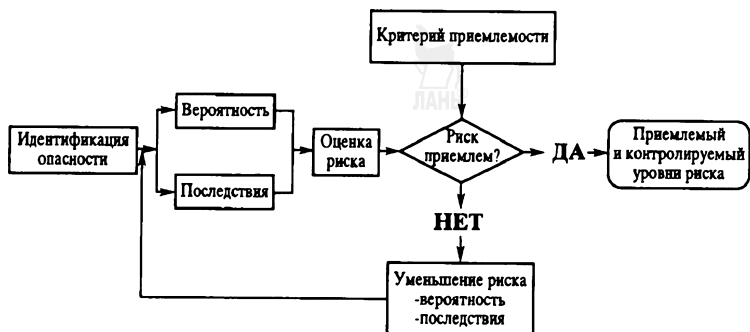 Критерий приемлемости
ЛАНЬ
Вероятность
Идентификация
опасности
Оценка
риска
Риск
приемлем?
ДА
Приемлемый
и контролируемый
уровни риска
Последствия
НЕТ
Уменьшение риска
-вероятность
-последствия